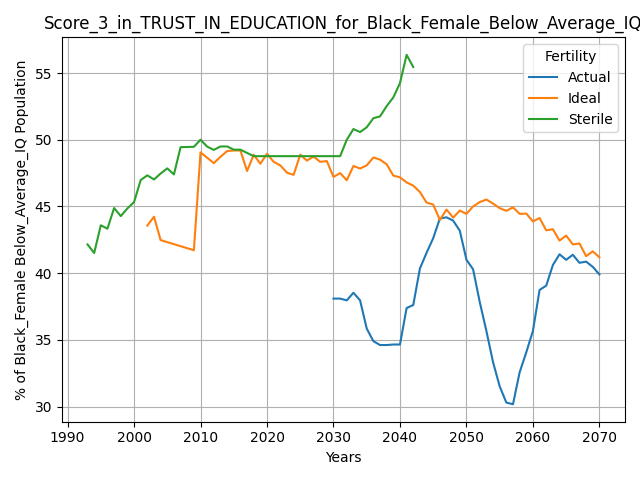 Score_3_in_TRUST_IN_EDUCATION_for_Black_Female_Below_Average_IQ
Fertility
Actual
Ideal
Sterile
% of Black_Female Below_Average_IQ Population
55
50
45
40
35
30
1990 2000 2010 2020 2030 2040 2050 2060 2070
Years